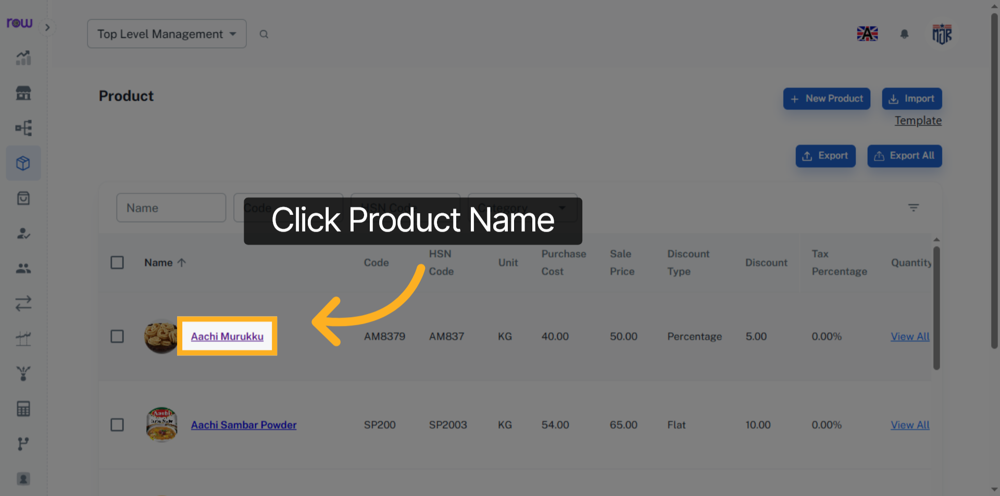 row
Top Level Management
A
MJR
Product
New Product
Import
Template
Export
Export All
Name
Code
HSN Code
Category
Click Product Name
Name
Code
HSN Code
Unit
Purchase Cost
Sale Price
Discount Type
Discount
Tax Percentage
Quantity
Aachi Murukku
AM8379
AM837
KG
40.00
50.00
Percentage
5.00
0.00%
View All
Aachi
Aachi Sambar Powder
SP200
SP2003
KG
54.00
65.00
Flat
10.00
0.00%
View All